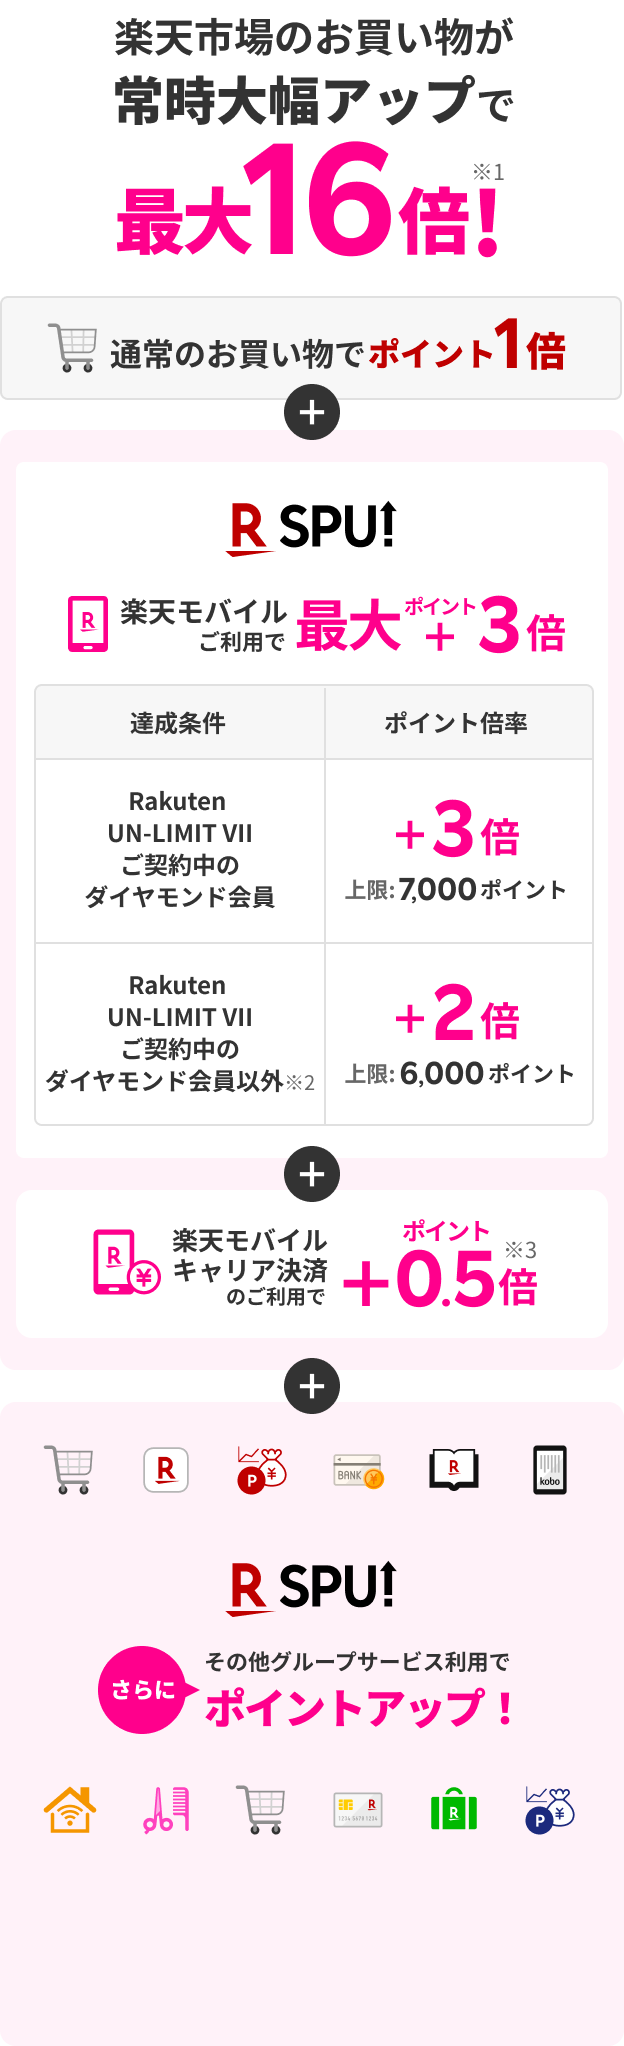 楽天市場のお買い物が
常時大幅アップで
最大16倍!※1
通常のお買い物でポイント1倍
+
R SPU!
R
楽天モバイル
ご利用で
最大
ポイント
+3倍
達成条件
ポイント倍率
Rakuten
UN-LIMIT VII
ご契約中の
ダイヤモンド会員
+3倍
上限:7,000ポイント
Rakuten
UN-LIMIT VII
ご契約中の
ダイヤモンド会員以外※2
+2倍
上限:6,000ポイント
+
R
¥
楽天モバイル
キャリア決済
のご利用で
ポイント
+0.5倍※3
+
R
P ¥
BANK ¥
R
kobo
R SPU!
さらに
その他グループサービス利用で
ポイントアップ！
R
1234 5678 1234
R
P ¥